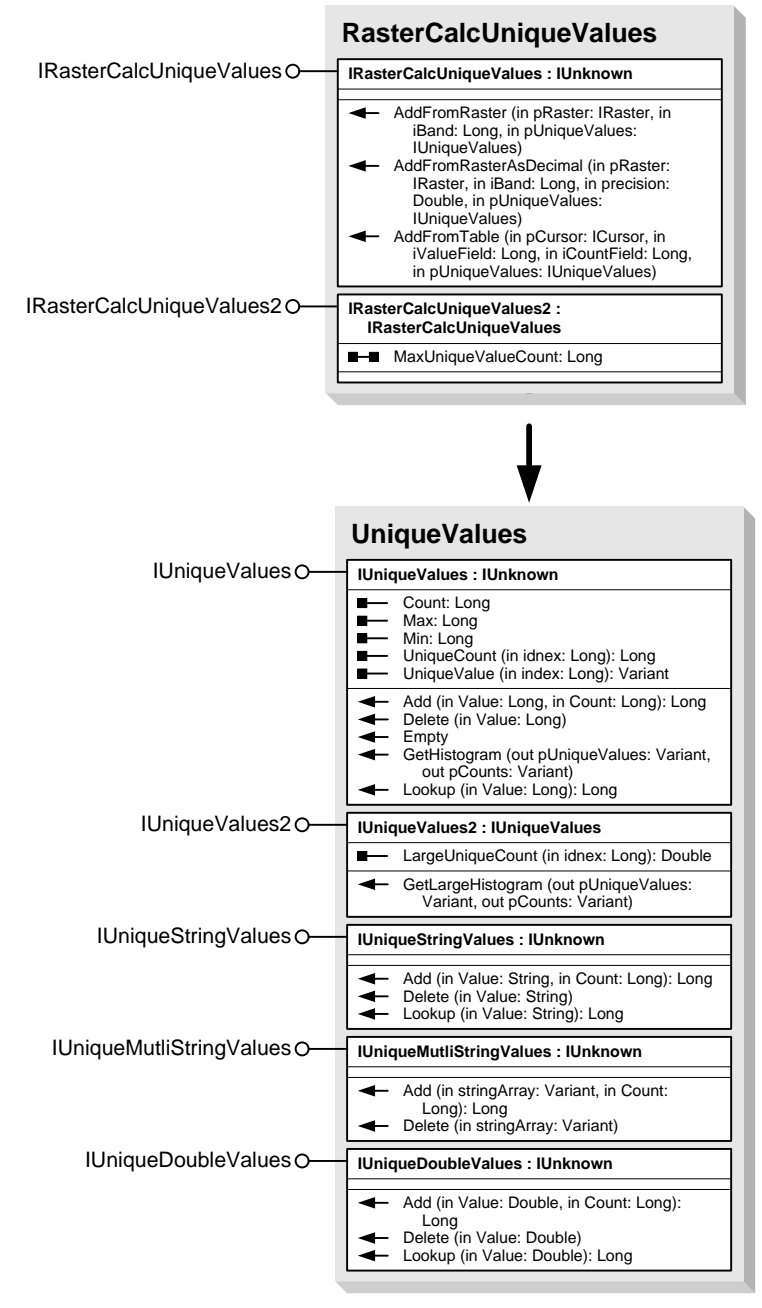 RasterCalcUniqueValues
IRasterCalcUniqueValues
IRasterCalcUniqueValues : IUnknown
AddFromRaster (in pRaster: IRaster, in
iBand: Long, in pUniqueValues:
IUniqueValues)
AddFromRasterAsDecimal (in pRaster:
IRaster, in iBand: Long, in precision:
Double, in pUniqueValues:
IUniqueValues)
AddFromTable (in pCursor: ICursor, in
iValueField: Long, in iCountField: Long,
in pUniqueValues: IUniqueValues)
IRasterCalcUniqueValues2
IRasterCalcUniqueValues2 :
IRasterCalcUniqueValues
MaxUniqueValueCount: Long
UniqueValues
IUniqueValues
IUniqueValues : IUnknown
Count: Long
Max: Long
Min: Long
UniqueCount (in idnex: Long): Long
UniqueValue (in index: Long): Variant
Add (in Value: Long, in Count: Long): Long
Delete (in Value: Long)
Empty
GetHistogram (out pUniqueValues: Variant,
out pCounts: Variant)
Lookup (in Value: Long): Long
IUniqueValues2
IUniqueValues2 : IUniqueValues
LargeUniqueCount (in idnex: Long): Double
GetLargeHistogram (out pUniqueValues:
Variant, out pCounts: Variant)
IUniqueStringValues
IUniqueStringValues : IUnknown
Add (in Value: String, in Count: Long): Long
Delete (in Value: String)
Lookup (in Value: String): Long
IUniqueMutliStringValues
IUniqueMutliStringValues : IUnknown
Add (in stringArray: Variant, in Count:
Long): Long
Delete (in stringArray: Variant)
IUniqueDoubleValues
IUniqueDoubleValues : IUnknown
Add (in Value: Double, in Count: Long):
Long
Delete (in Value: Double)
Lookup (in Value: Double): Long